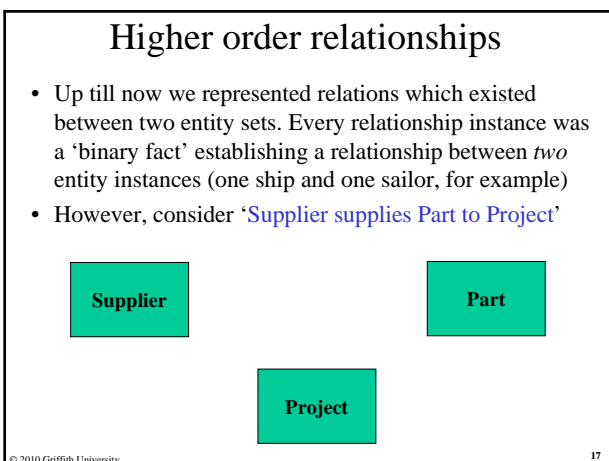 Higher order relationships
• Up till now we represented relations which existed
between two entity sets. Every relationship instance was
a ‘binary fact’ establishing a relationship between two
entity instances (one ship and one sailor, for example)
• However, consider ‘Supplier supplies Part to Project’
Supplier
Part
Project
© 2010 Griffith University
17